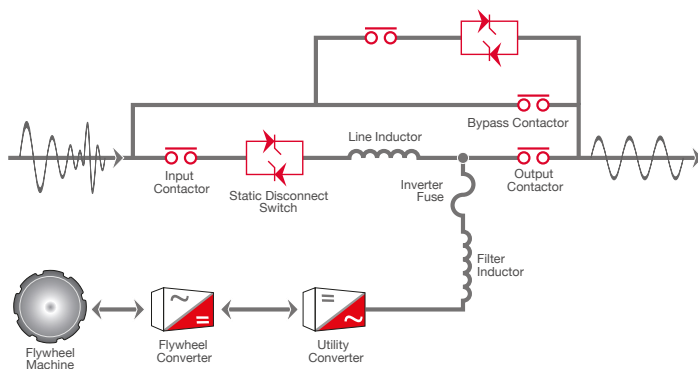 Bypass Contactor
Line Inductor
Input
Contactor
Static Disconnect
Switch
Inverter
Fuse
Output
Contactor
Filter
Inductor
Flywheel
Machine
Flywheel
Converter
Utility
Converter